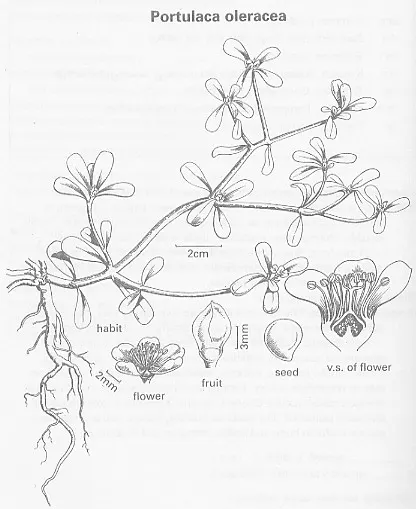 Portulaca oleracea
2cm
habit
2mm
flower
fruit
3mm
seed
v.s. of flower